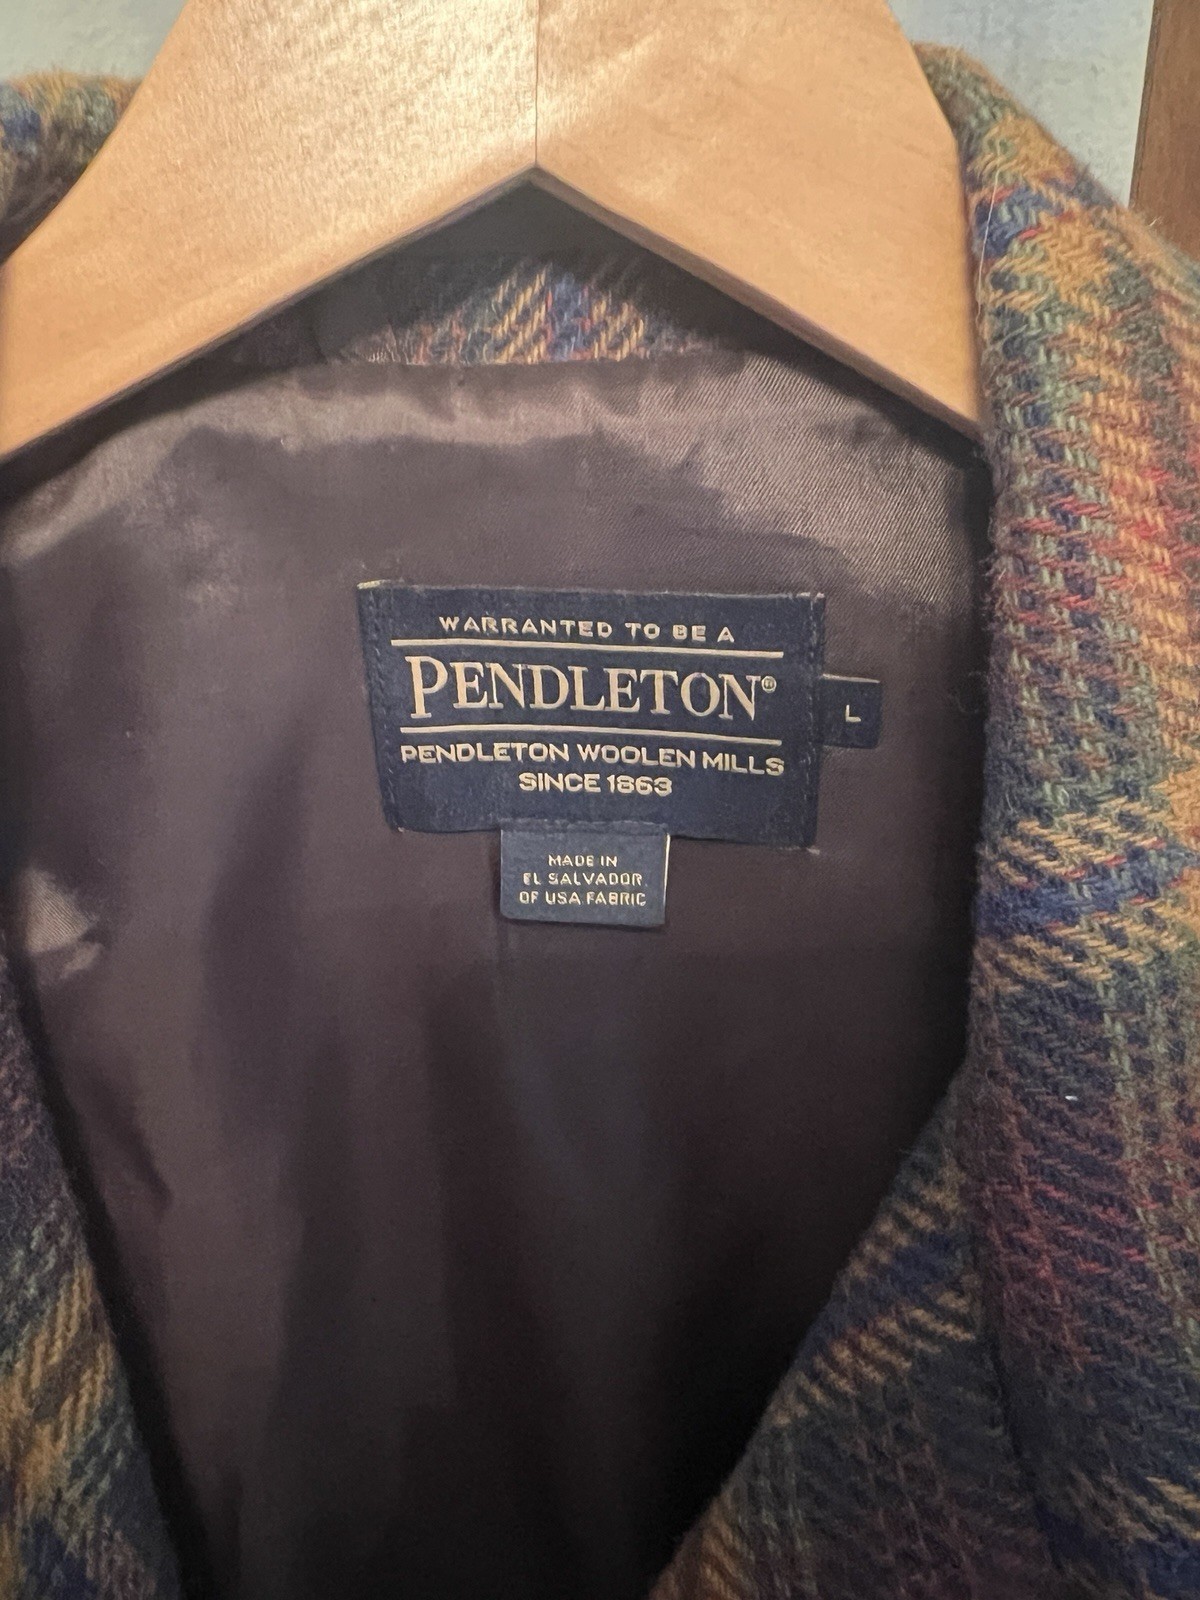 WARRANTED TO BE A
PENDLETON®
L
PENDLETON WOOLEN MILLS
SINCE 1863
MADE IN
EL SALVADOR
OF USA FABRIC